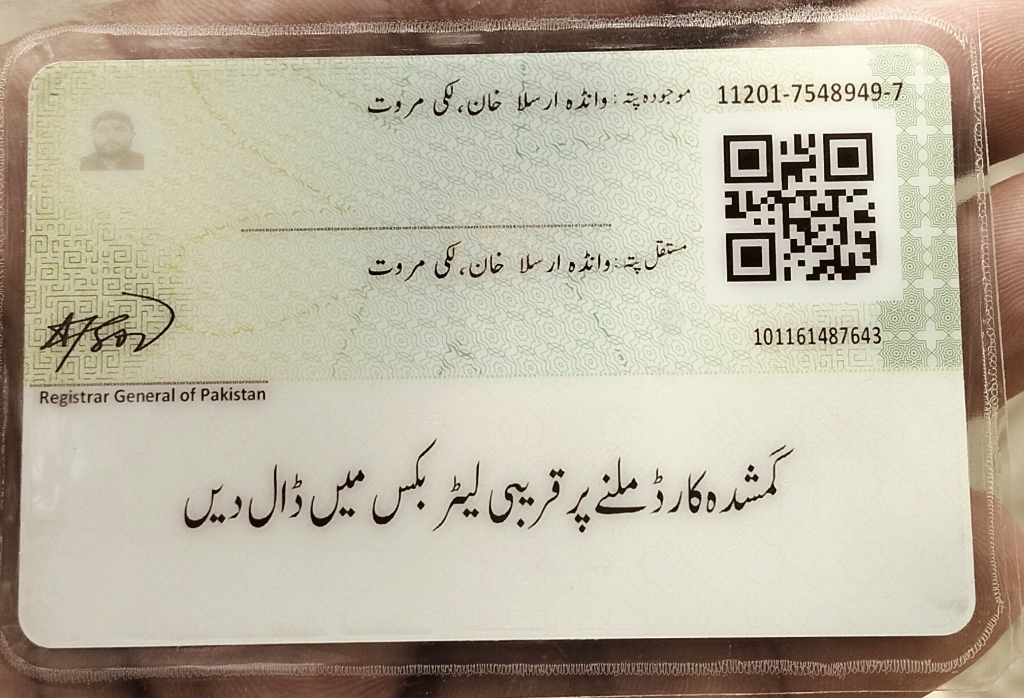 11201-7548949-7
موجودہ پتہ: وانڈہ ارسلا خان، لکی مروت
مستقل پتہ: وانڈہ ارسلا خان، لکی مروت
101161487643
Registrar General of Pakistan
گمشدہ کارڈ ملنے پر قریبی لیٹر بکس میں ڈال دیں